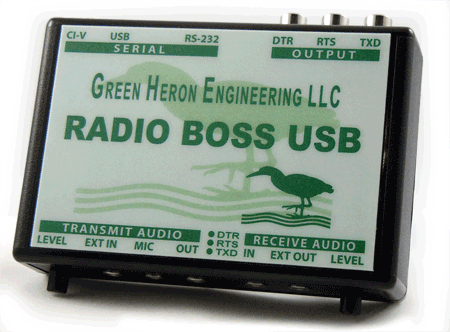 CI-V USB RS-232 DTR RTS TXD
SERIAL OUTPUT
GREEN HERON ENGINEERING LLC
RADIO BOSS USB
TRANSMIT AUDIO DTR RECEIVE AUDIO
RTS
LEVEL EXT IN MIC OUT TXD IN EXT OUT LEVEL